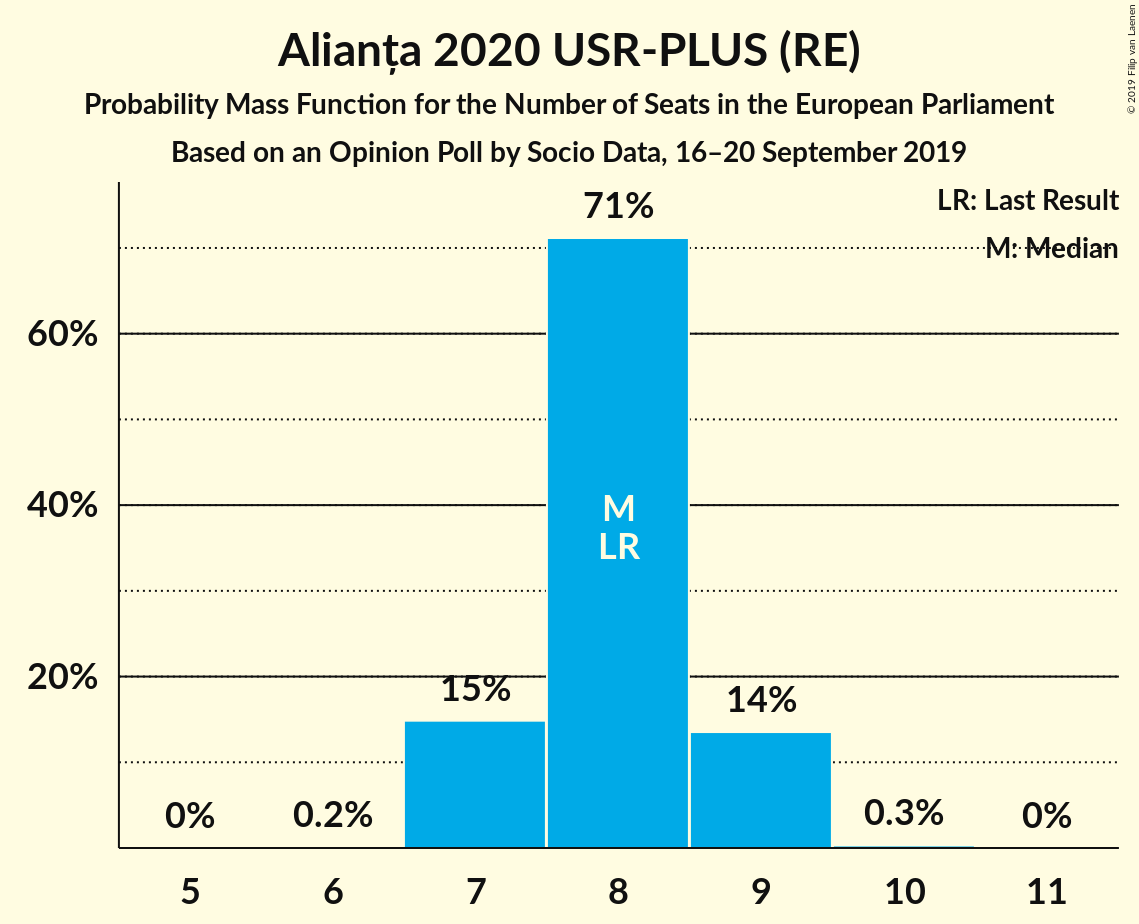 Alianța 2020 USR-PLUS (RE)
Probability Mass Function for the Number of Seats in the European Parliament
Based on an Opinion Poll by Socio Data, 16–20 September 2019
© 2019 Filip van Laenen
LR: Last Result
M: Median
71%
60%
40%
20%
M
LR
15%
14%
0%
0.2%
0.3%
0%
5
6
7
8
9
10
11